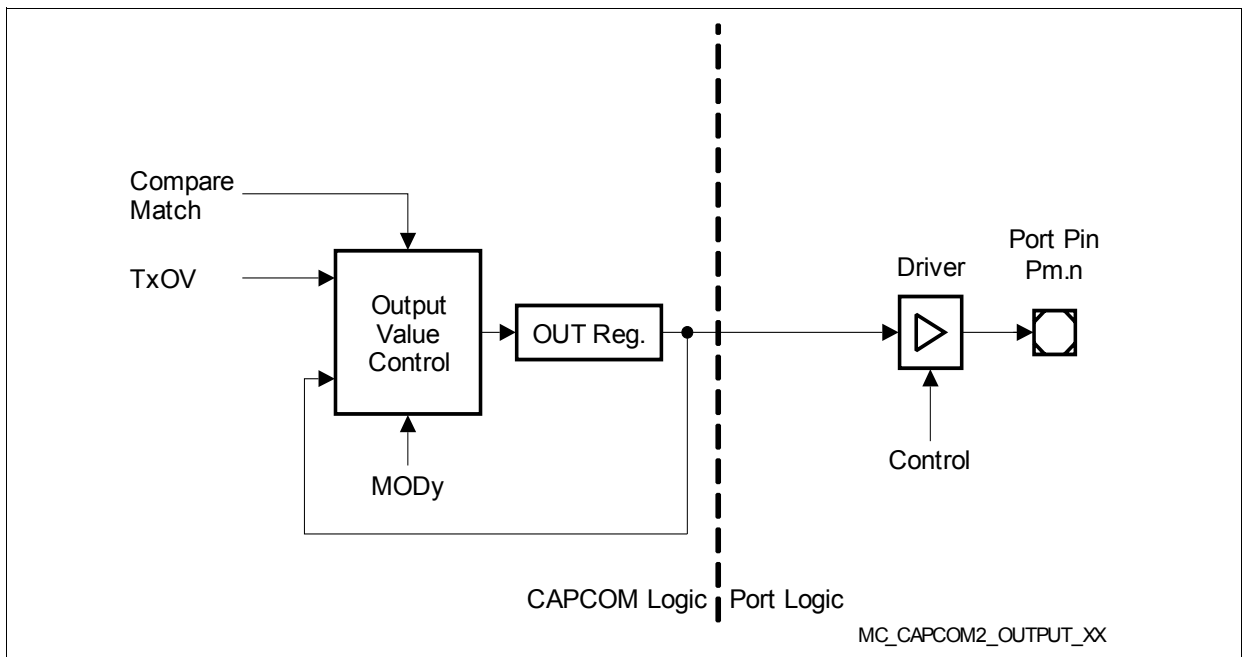 Compare
Match
TxOV
Output
Value
Control
OUT Reg.
MODy
Driver
Port Pin
Pm.n
Control
CAPCOM Logic
Port Logic
MC_CAPCOM2_OUTPUT_XX